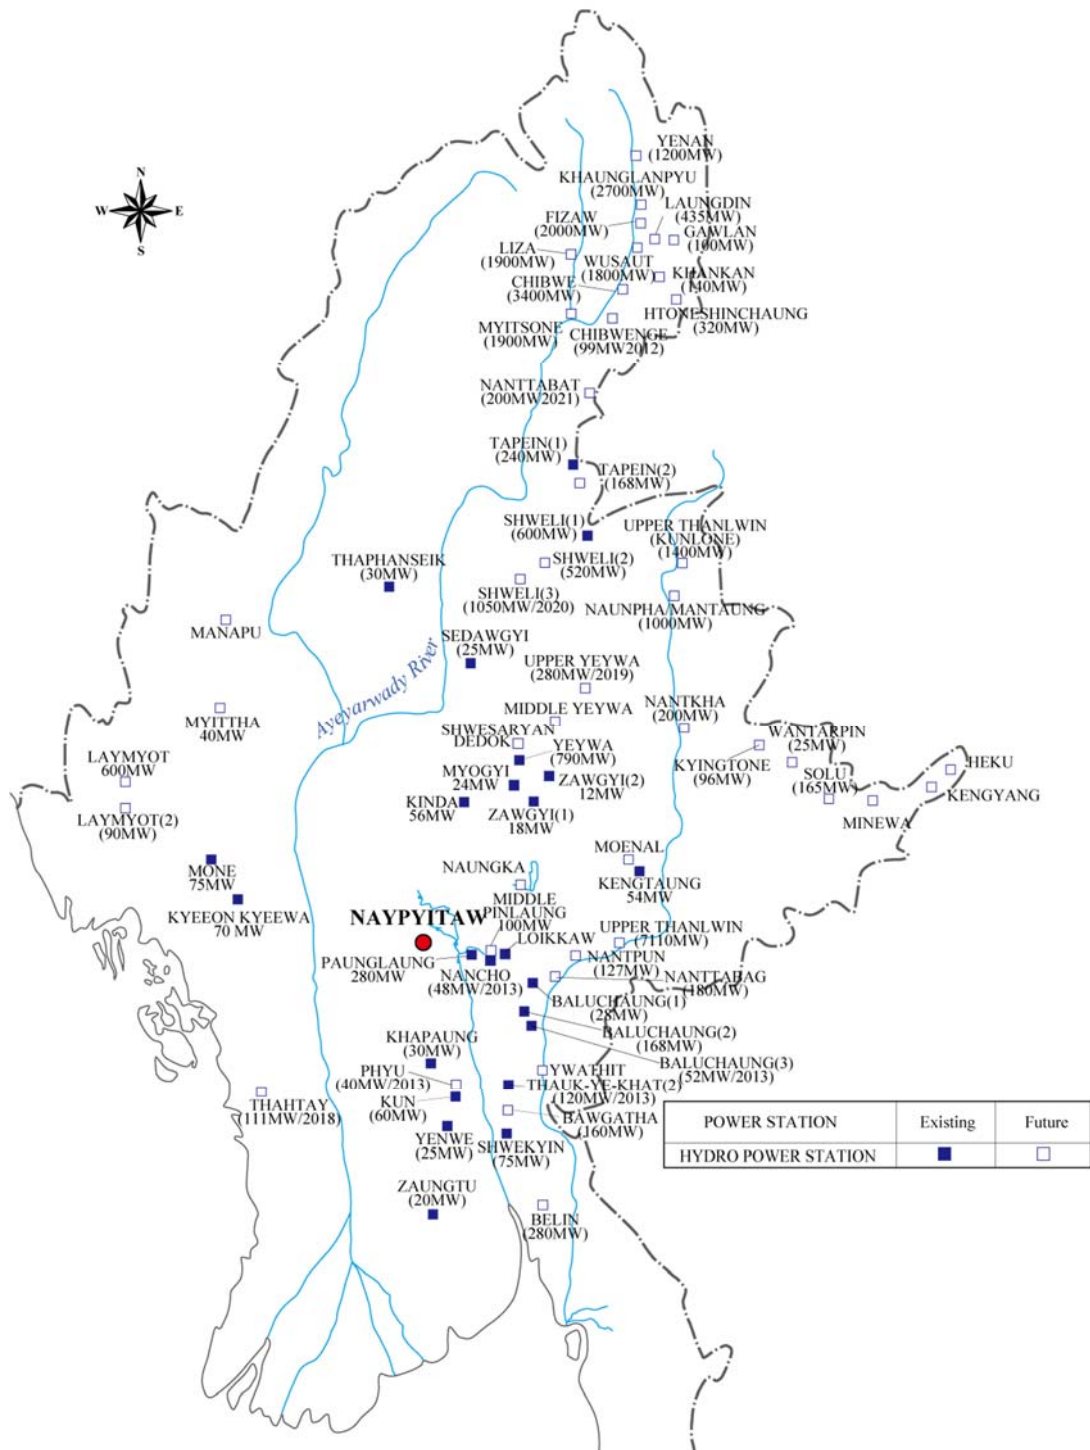 N
W
E
S
YENAN
(1200MW)
KHAUNGLANPYU
(2700MW)
LAUNGDIN
(435MW)
FIZAW
(2000MW)
GAWLAN
(100MW)
LIZA
(1900MW)
WUSAUT
(1800MW)
KHANKAN
(140MW)
CHIBWE
(3400MW)
HTONESHINCHAUNG
(320MW)
MYITSONE
(1900MW)
CHIBWENGE
(99MW2012)
NANTTABAT
(200MW2021)
TAPEIN(1)
(240MW)
TAPEIN(2)
(168MW)
SHWELI(1)
(600MW)
UPPER THANLWIN
(KUNLONE)
(1400MW)
THAPHANSEIK
(30MW)
SHWELI(2)
(520MW)
SHWELI(3)
(1050MW/2020)
NAUNPHA/MANTAUNG
(1000MW)
MANAPU
SEDAWGYI
(25MW)
Ayeyarwady River
UPPER YEYWA
(280MW/2019)
MYITTHA
40MW
MIDDLE YEYWA
NANTKHA
(200MW)
SHWESARYAN
DEDOK
WANTARPIN
(25MW)
LAYMYOT
600MW
YEYWA
(790MW)
KYINGTONE
(96MW)
HEKU
MYOGYI
24MW
ZAWGYI(2)
12MW
SOLU
(165MW)
KENGYANG
LAYMYOT(2)
(90MW)
KINDA
56MW
ZAWGYI(1)
18MW
MINEWA
MOENAL
MONE
75MW
NAUNGKA
KENGTAUNG
54MW
KYEEON KYEEWA
70 MW
MIDDLE
PINLAUNG
100MW
NAYPYITAW
UPPER THANLWIN
(7110MW)
LOIKKAW
PAUNGLAUNG
280MW
NANCHO
(48MW/2013)
NANTPUN
(127MW)
NANTTABAG
(180MW)
BALUCHAUNG(1)
(28MW)
BALUCHAUNG(2)
(168MW)
KHAPAUNG
(30MW)
BALUCHAUNG(3)
(52MW/2013)
PHYU
(40MW/2013)
YWATHIT
THAUK-YE-KHAT(2)
(120MW/2013)
THAHTAY
(111MW/2018)
KUN
(60MW)
BAWGATHA
(160MW)
YENWE
(25MW)
SHWEKYIN
(75MW)
POWER STATION Existing Future
HYDRO POWER STATION
ZAUNGTU
(20MW)
BELIN
(280MW)